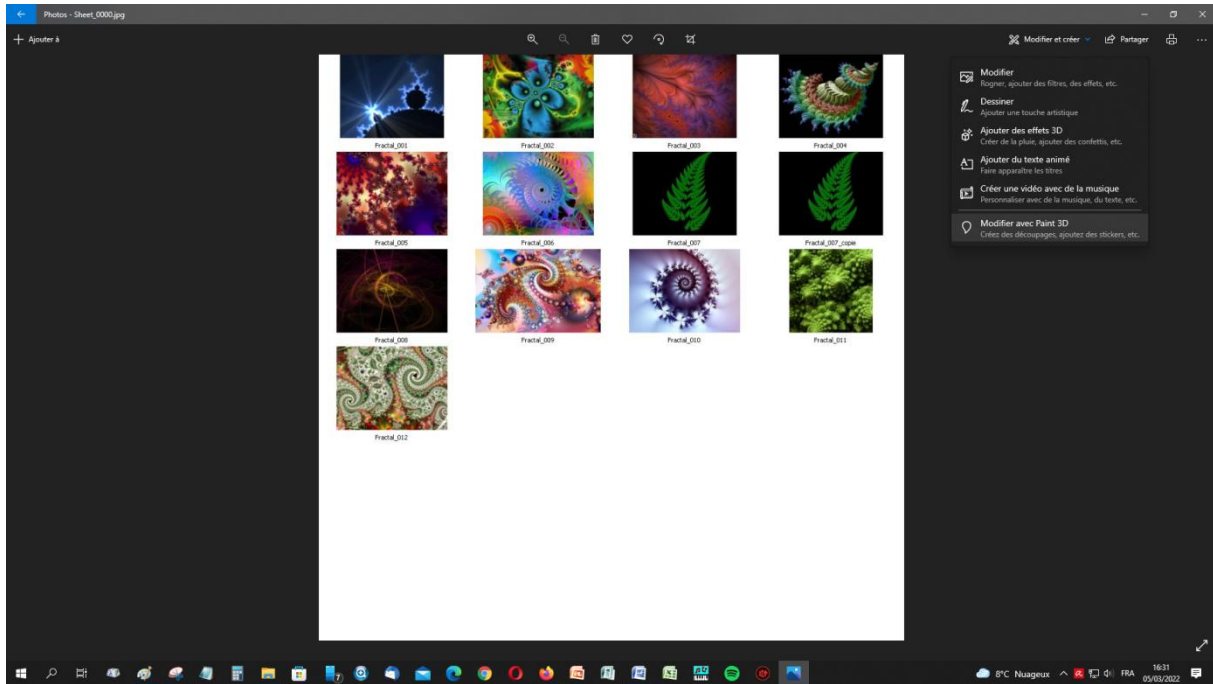 Photos - Sheet_0000.jpg
Ajouter à
Modifier et créer
Partager
Modifier
Rogner, ajouter des filtres, des effets, etc.
Dessiner
Ajouter une touche artistique
Ajouter des effets 3D
Créer de la pluie, ajouter des confettis, etc.
Ajouter du texte animé
Faire apparaître les titres
Créer une vidéo avec de la musique
Personnaliser avec de la musique, du texte, etc.
Modifier avec Paint 3D
Créez des découpages, ajoutez des stickers, etc.
Fractal_001
Fractal_002
Fractal_003
Fractal_004
Fractal_005
Fractal_006
Fractal_007
Fractal_007_copie
Fractal_008
Fractal_009
Fractal_010
Fractal_011
Fractal_012
8°C Nuageux
FRA
16:31
05/03/2022